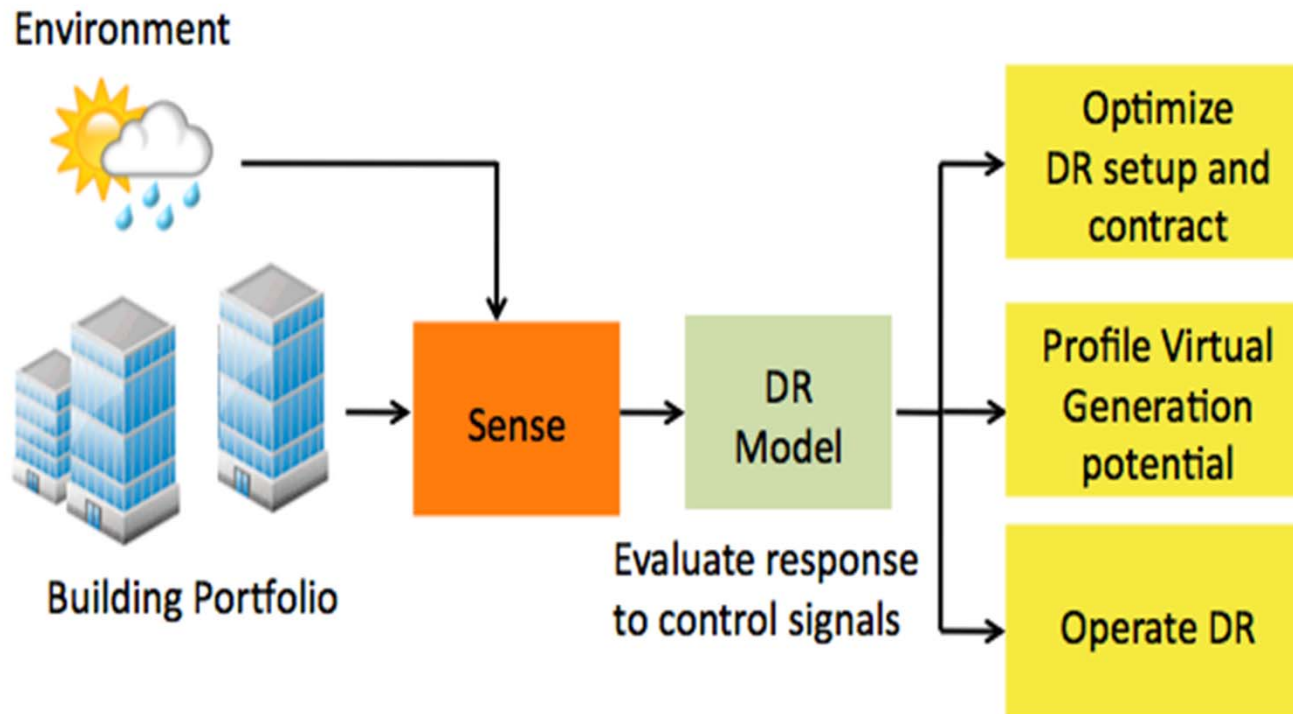 Environment
Building Portfolio
Sense
DR
Model
Evaluate response
to control signals
Optimize
DR setup and
contract
Profile Virtual
Generation
potential
Operate DR